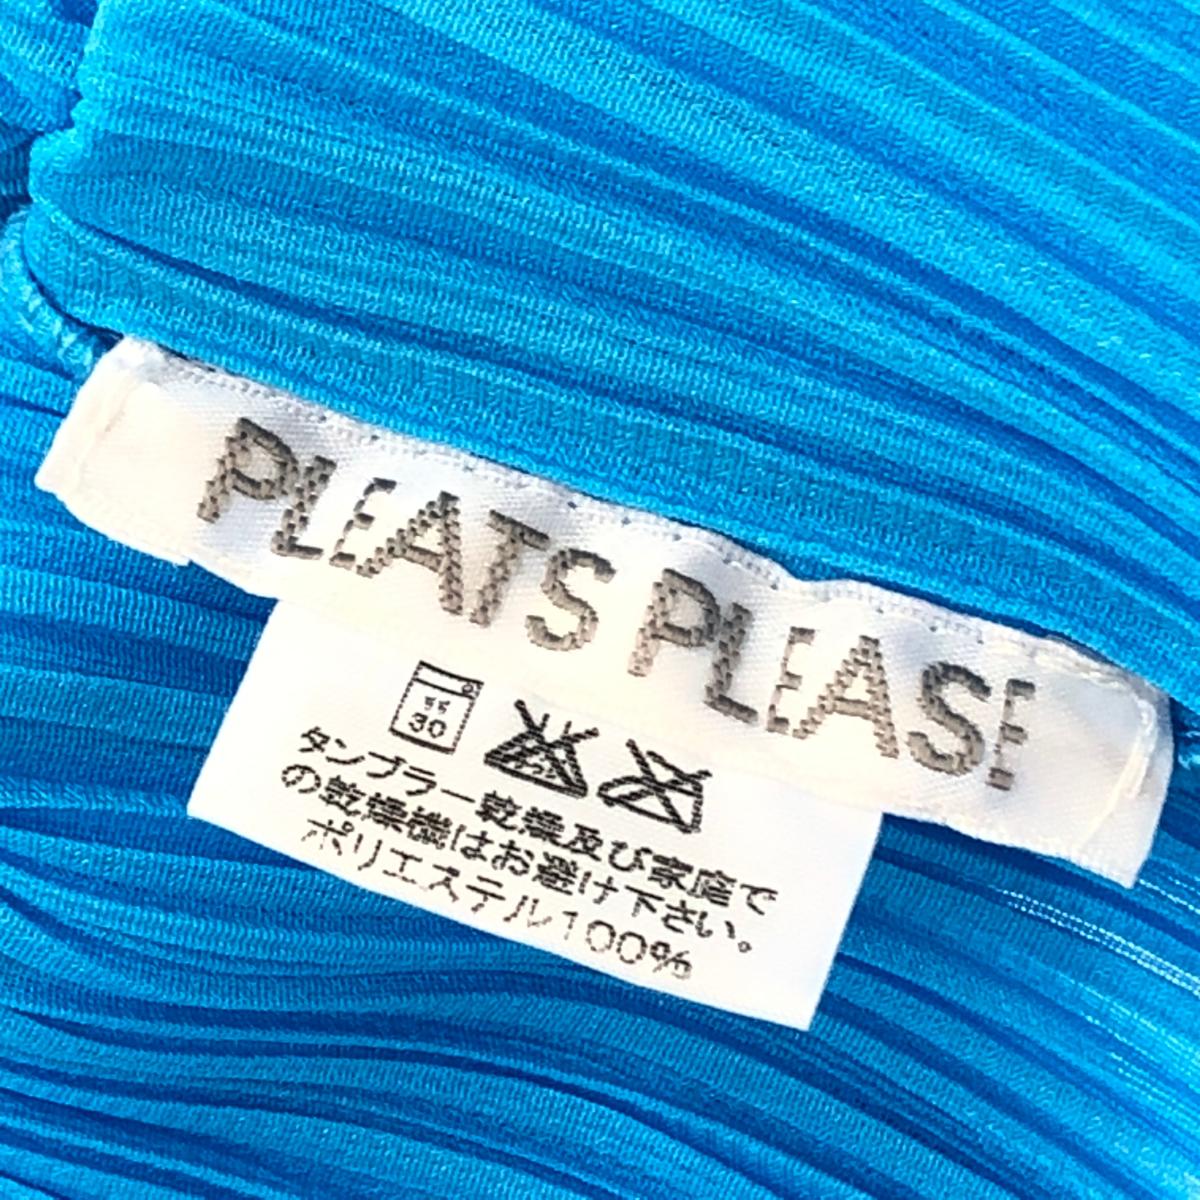 PLEATS PLEASE
30
タンブラー乾燥及び家庭で
の乾燥機はお避け下さい。
ポリエステル100%